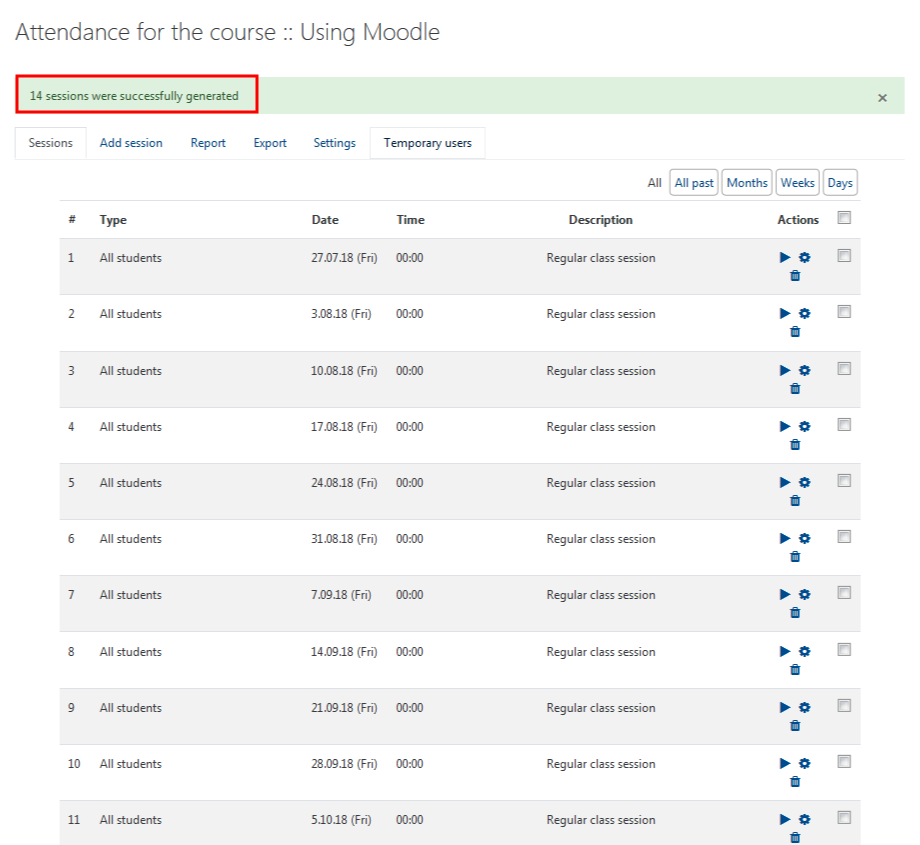 Attendance for the course :: Using Moodle
14 sessions were successfully generated ×
Sessions Add session Report Export Settings Temporary users
All All past Months Weeks Days
# Type Date Time Description Actions
1 All students 27.07.18 (Fri) 00:00 Regular class session
2 All students 3.08.18 (Fri) 00:00 Regular class session
3 All students 10.08.18 (Fri) 00:00 Regular class session
4 All students 17.08.18 (Fri) 00:00 Regular class session
5 All students 24.08.18 (Fri) 00:00 Regular class session
6 All students 31.08.18 (Fri) 00:00 Regular class session
7 All students 7.09.18 (Fri) 00:00 Regular class session
8 All students 14.09.18 (Fri) 00:00 Regular class session
9 All students 21.09.18 (Fri) 00:00 Regular class session
10 All students 28.09.18 (Fri) 00:00 Regular class session
11 All students 5.10.18 (Fri) 00:00 Regular class session